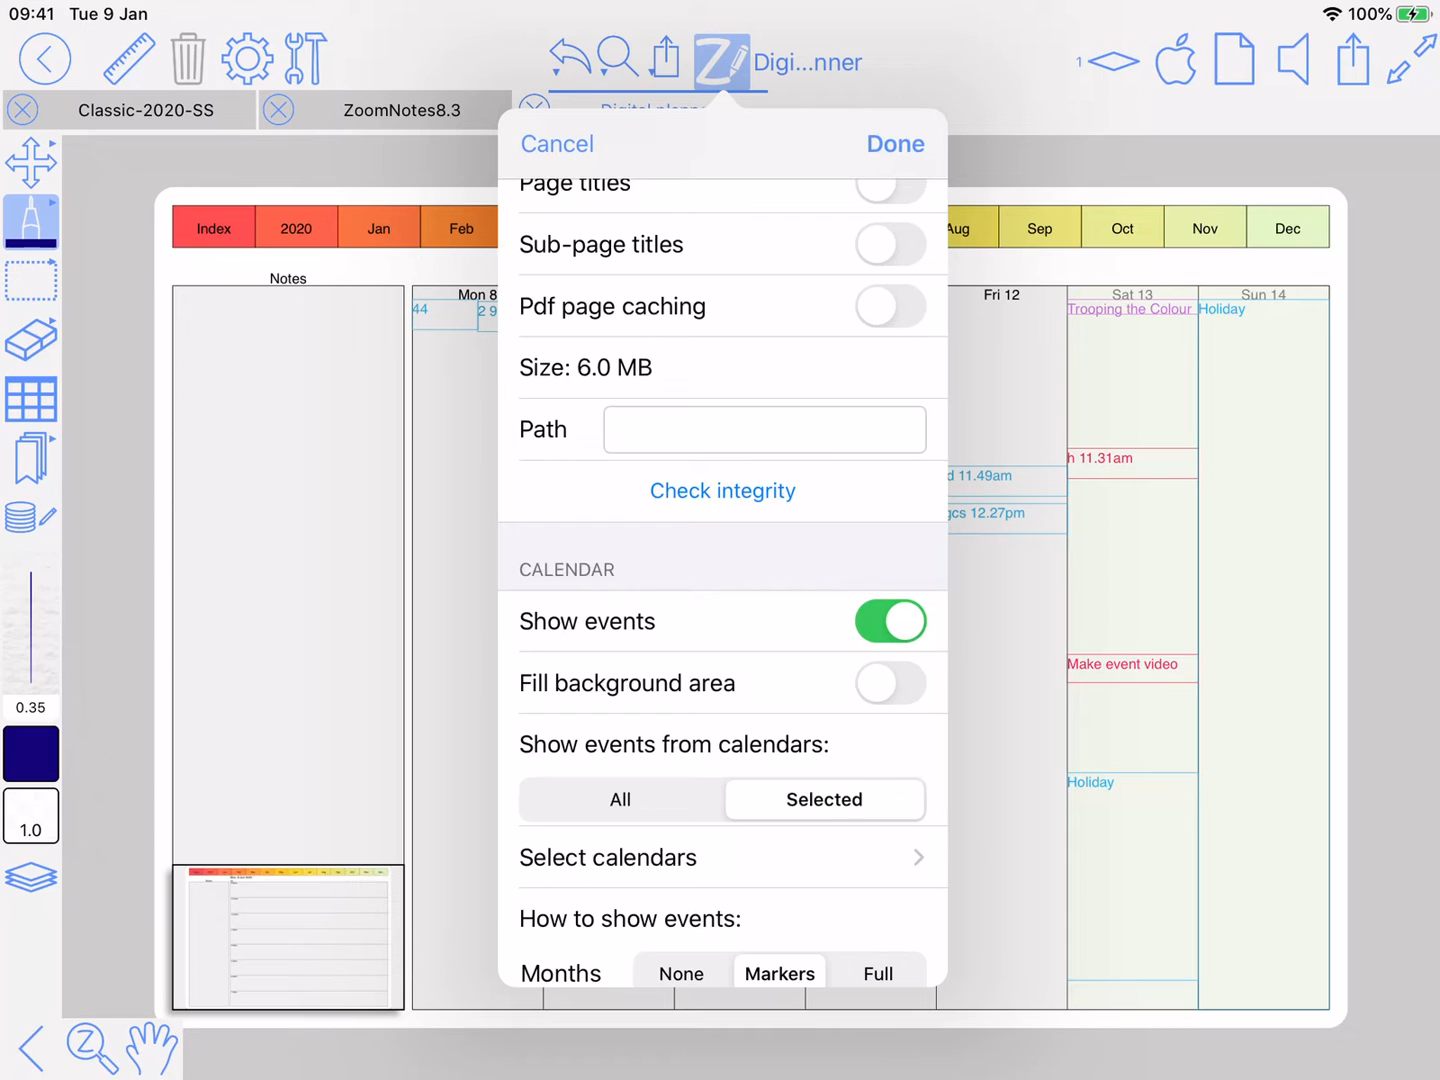 09:41 Tue 9 Jan
100%
Digi...nner
1
Classic-2020-SS
ZoomNotes8.3
Cancel
Done
Page titles
Index
2020
Jan
Feb
Aug
Sep
Oct
Nov
Dec
Sub-page titles
Notes
Mon 8
Fri 12
Sat 13
Sun 14
44
2 9
Trooping the Colour
Holiday
Pdf page caching
Size: 6.0 MB
Path
h 11.31am
d 11.49am
gcs 12.27pm
Check integrity
CALENDAR
Show events
Make event video
Fill background area
0.35
Show events from calendars:
Holiday
All
Selected
1.0
Select calendars
How to show events:
Months
None
Markers
Full